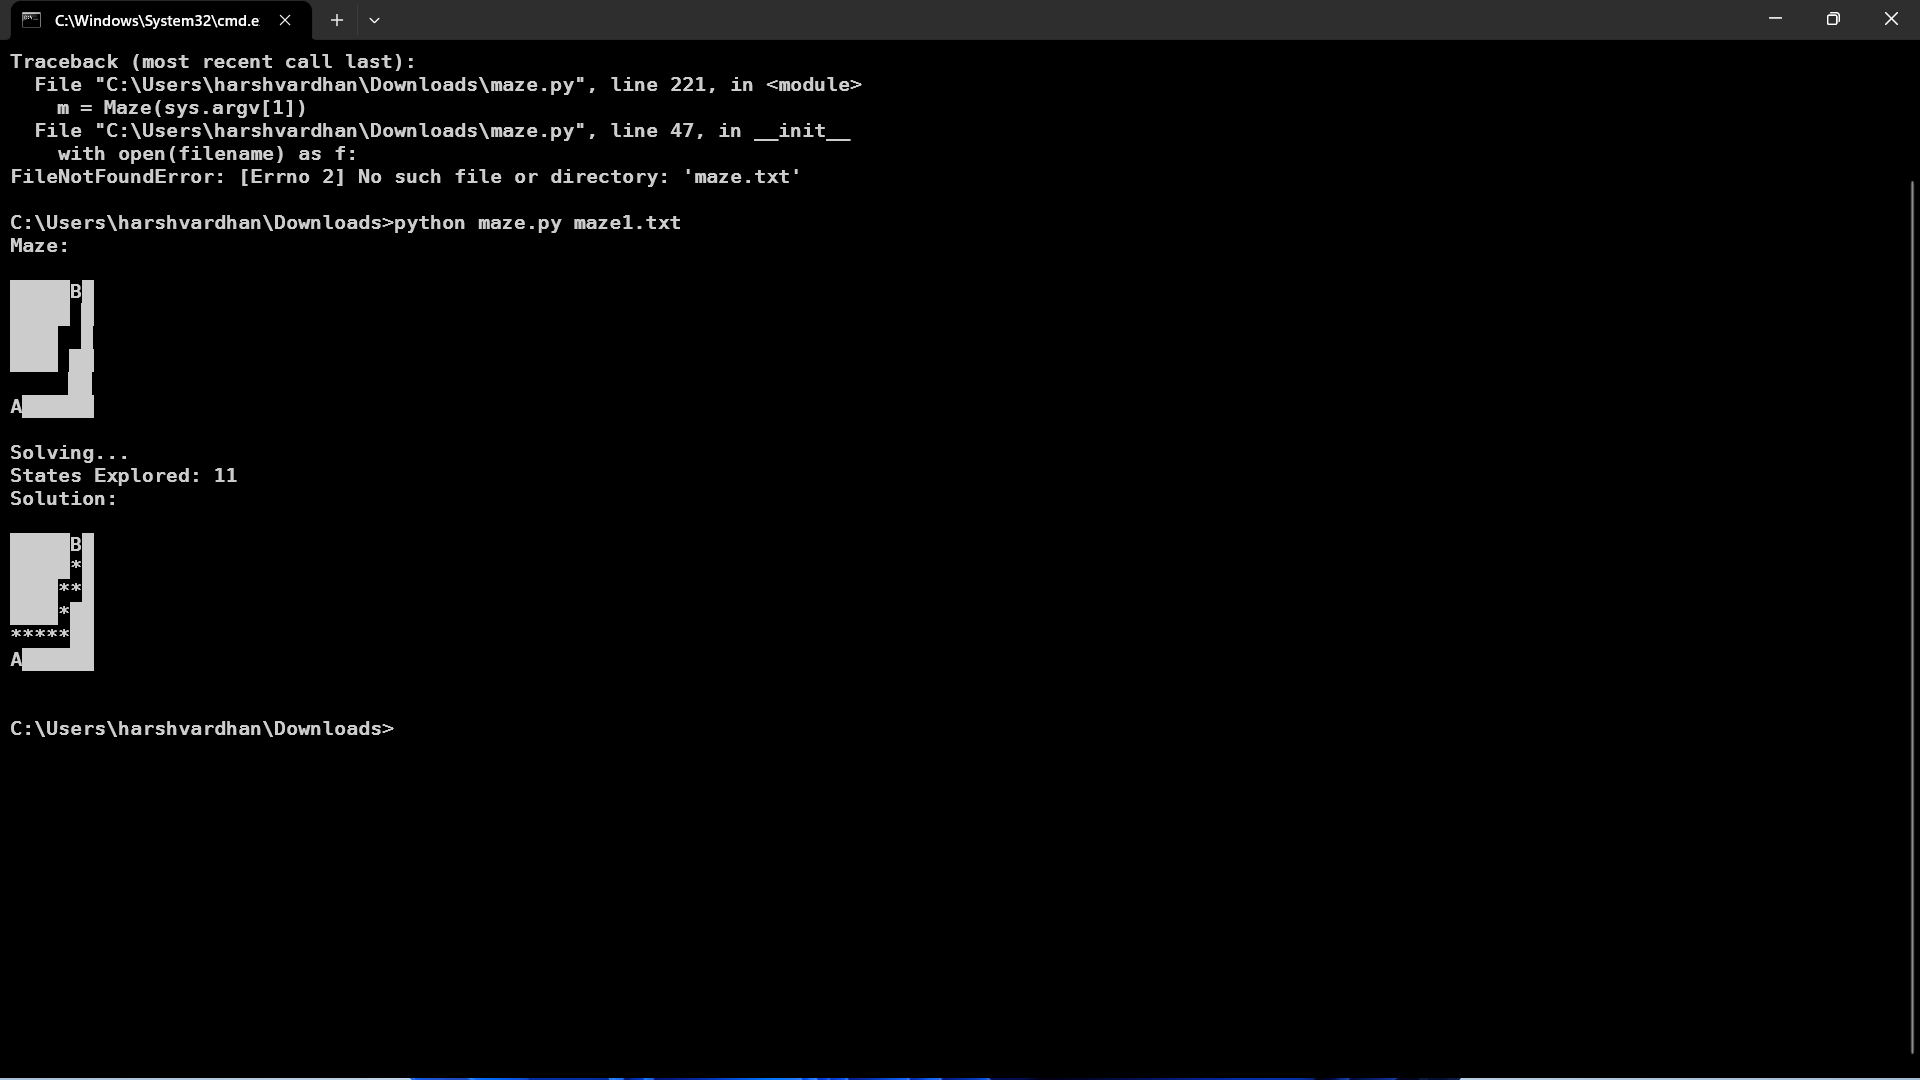 C:\Windows\System32\cmd.e
Traceback (most recent call last):
  File "C:\Users\harshvardhan\Downloads\maze.py", line 221, in <module>
    m = Maze(sys.argv[1])
  File "C:\Users\harshvardhan\Downloads\maze.py", line 47, in __init__
    with open(filename) as f:
FileNotFoundError: [Errno 2] No such file or directory: 'maze.txt'
C:\Users\harshvardhan\Downloads>python maze.py maze1.txt
Maze:
█████B█
█████ █
████  █
████ ██
     ██
A██████
Solving...
States Explored: 11
Solution:
█████B█
█████*█
████**█
████*██
*****██
A██████
C:\Users\harshvardhan\Downloads>